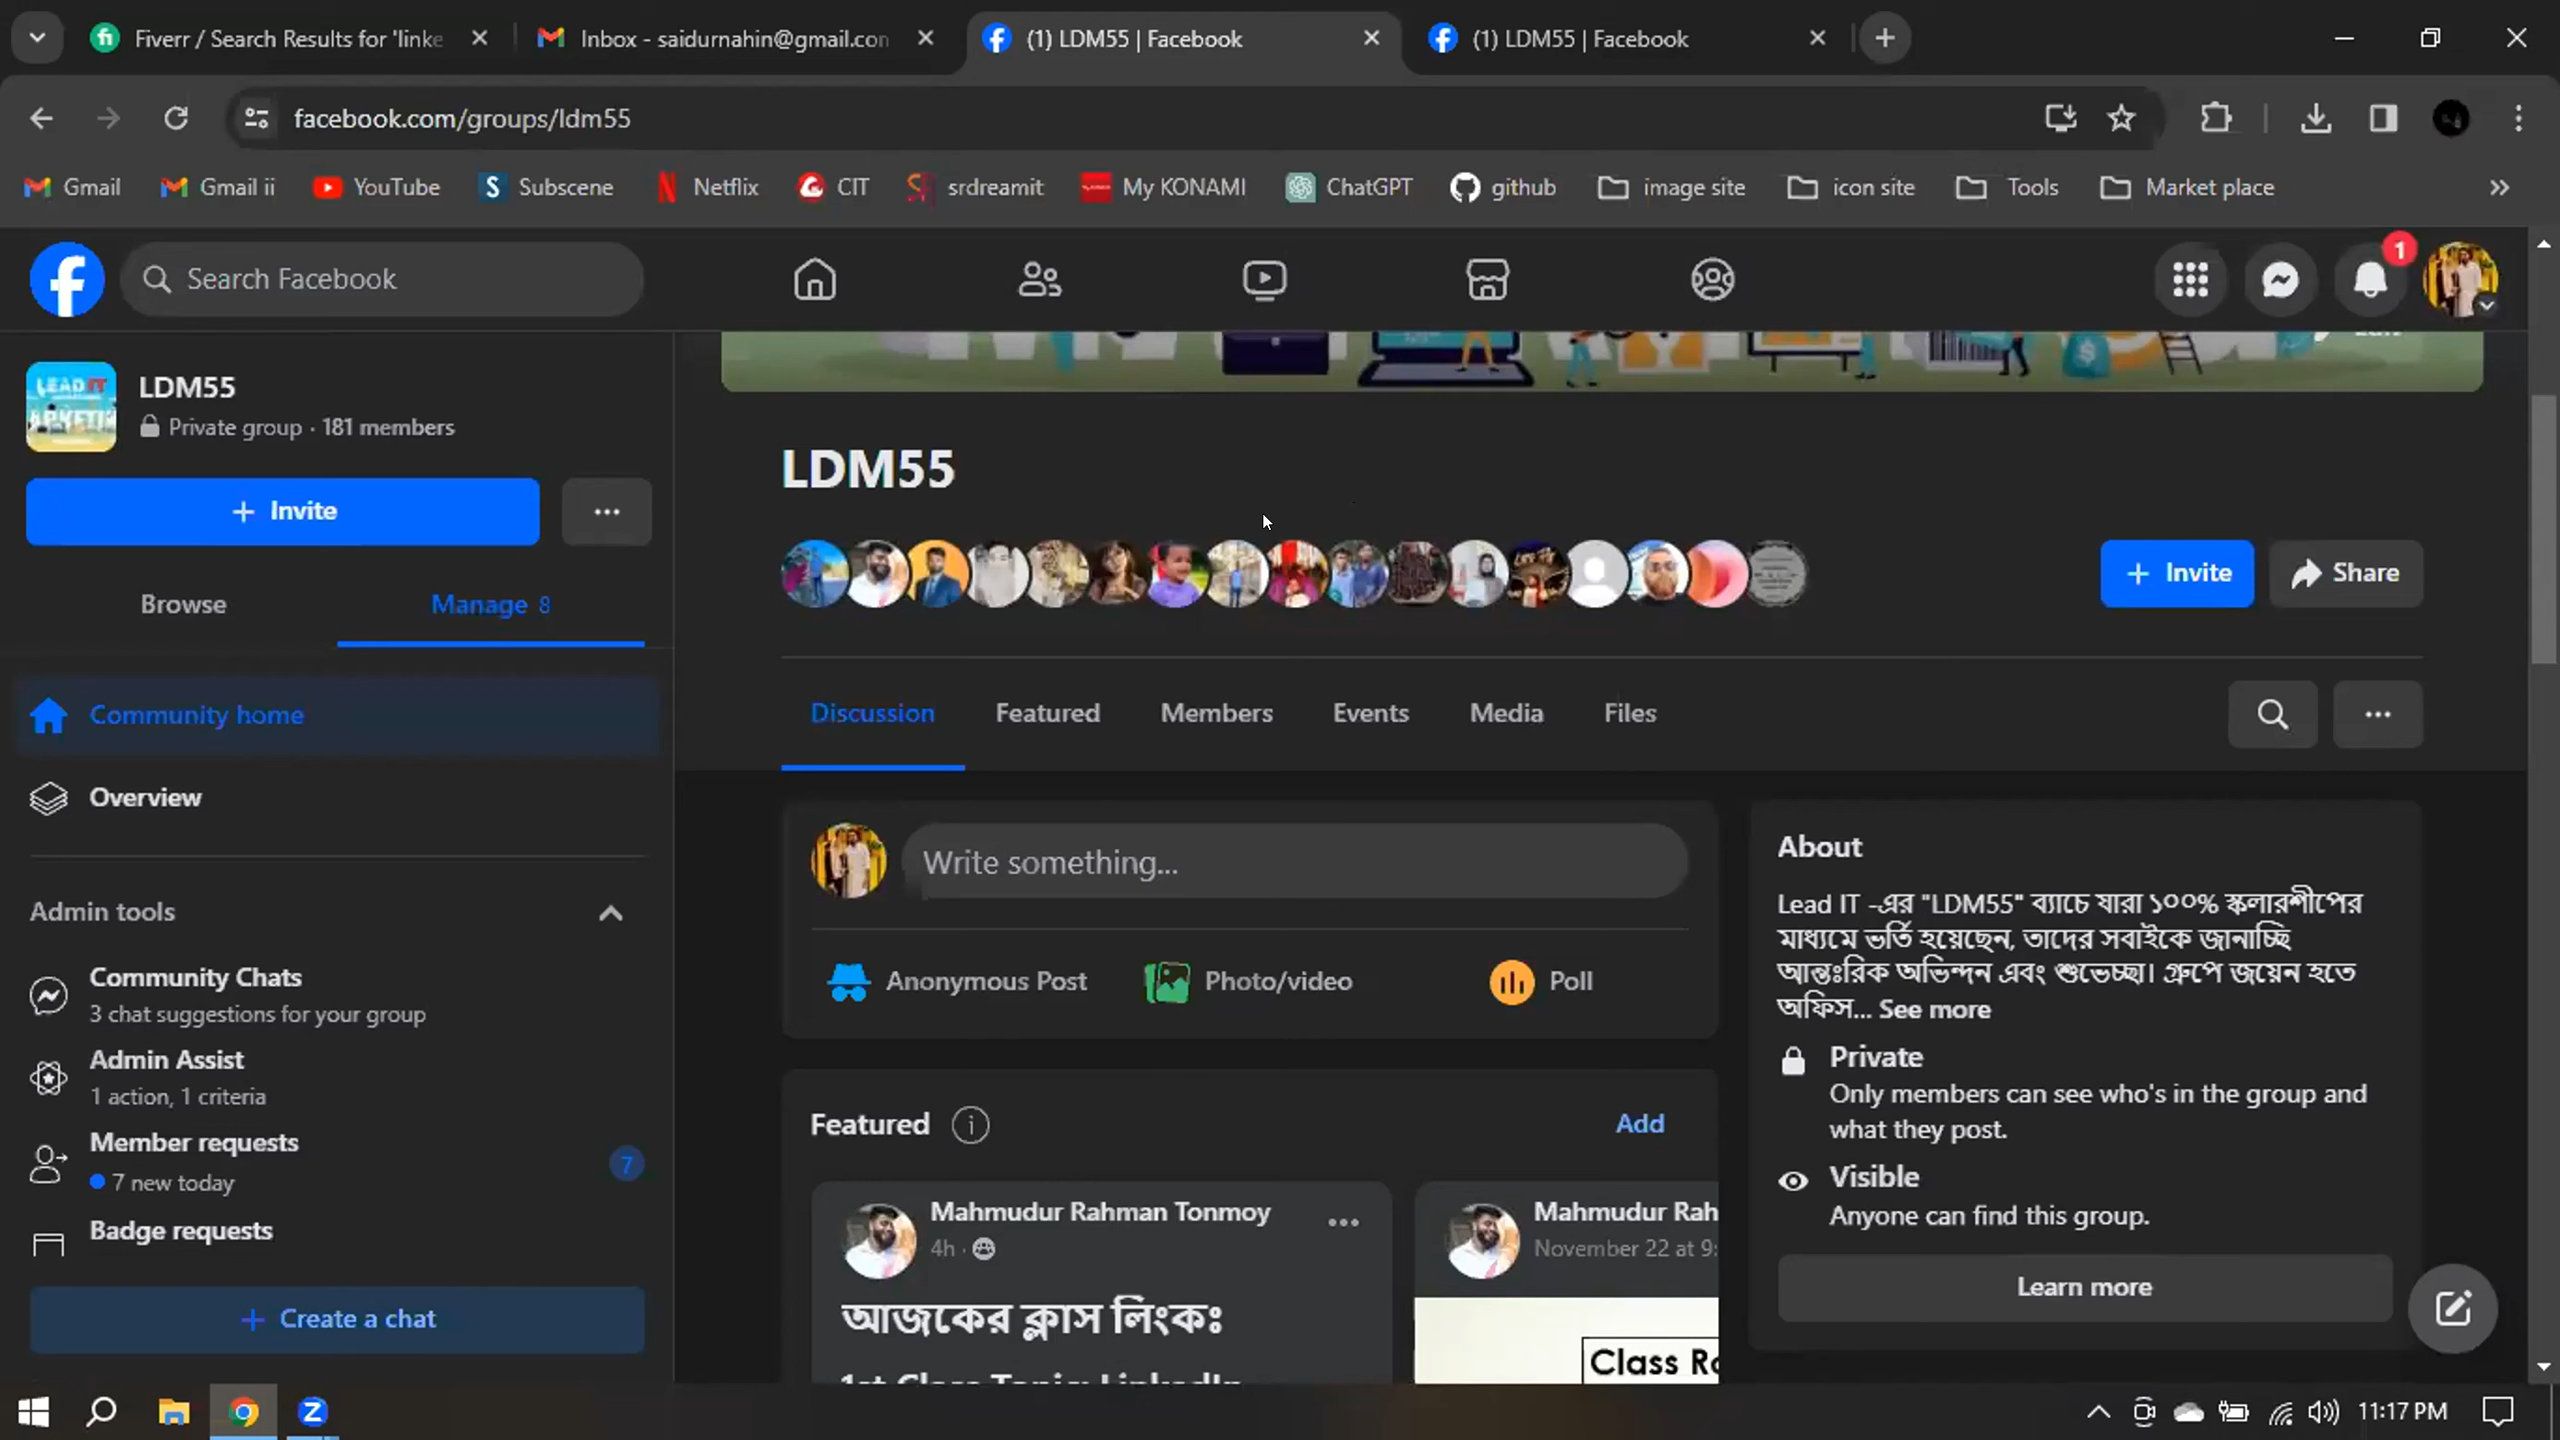 Fiverr / Search Results for 'linke
Inbox - saidurnahin@gmail.con
(1) LDM55 | Facebook
(1) LDM55 | Facebook
facebook.com/groups/ldm55
Gmail
Gmail ii
YouTube
Subscene
Netflix
CIT
srdreamit
My KONAMI
ChatGPT
github
image site
icon site
Tools
Market place
Search Facebook
1
LDM55
Private group · 181 members
+ Invite
Browse
Manage 8
Community home
Overview
Admin tools
Community Chats
3 chat suggestions for your group
Admin Assist
1 action, 1 criteria
Member requests
7 new today
7
Badge requests
+ Create a chat
LDM55
+ Invite
Share
Discussion
Featured
Members
Events
Media
Files
Write something...
Anonymous Post
Photo/video
Poll
Featured
Add
Mahmudur Rahman Tonmoy
4h
আজকের ক্লাস লিংকঃ
1st Class Topic: LinkedIn
Mahmudur Rah
November 22 at 9:
Class Ro
About
Lead IT -এর "LDM55" ব্যাচে যারা ১০০% স্কলারশীপের
মাধ্যমে ভর্তি হয়েছেন, তাদের সবাইকে জানাচ্ছি
আন্তঃরিক অভিন্দন এবং শুভেচ্ছা। গ্রুপে জয়েন হতে
অফিস... See more
Private
Only members can see who's in the group and
what they post.
Visible
Anyone can find this group.
Learn more
11:17 PM